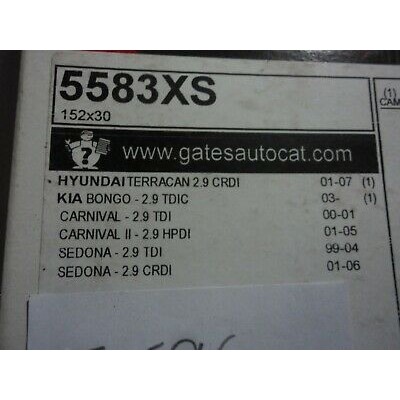 5583XS
152x30
? www.gatesautocat.com
HYUNDAI TERRACAN 2.9 CRDI 01-07 (1)
KIA BONGO - 2.9 TDIC 03- (1)
CARNIVAL - 2.9 TDI 00-01
CARNIVAL II - 2.9 HPDI 01-05
SEDONA - 2.9 TDI 99-04
SEDONA - 2.9 CRDI 01-06
(1)
CAM